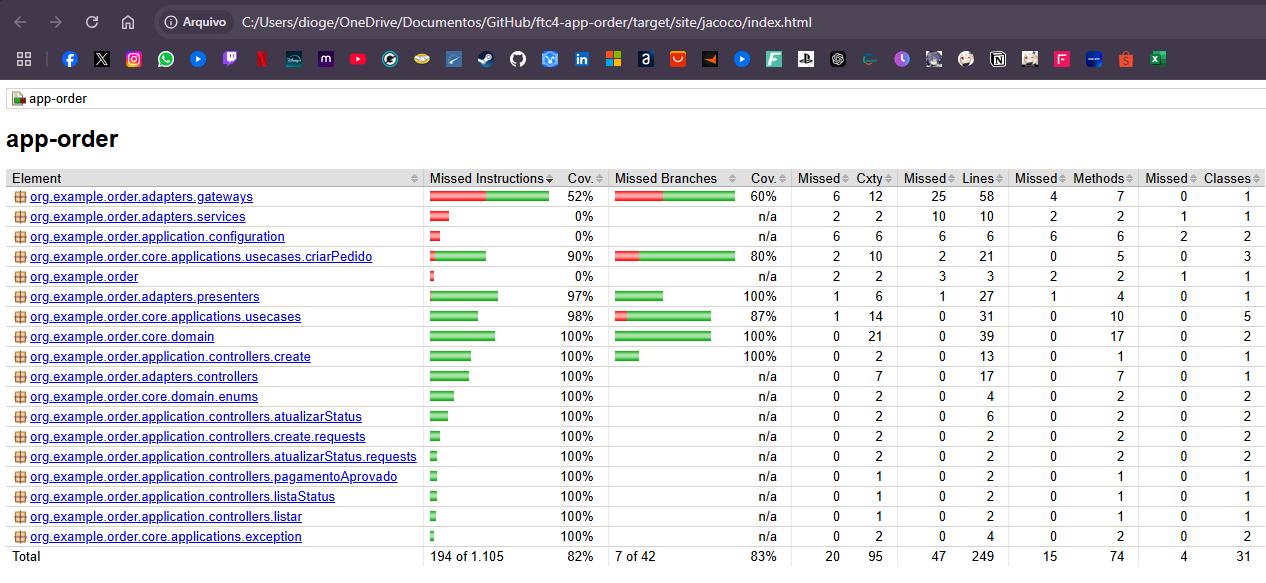 Arquivo C:/Users/dioge/OneDrive/Documentos/GitHub/ftc4-app-order/target/site/jacoco/index.html
app-order
app-order
Element Missed Instructions Cov. Missed Branches Cov. Missed Cxty Missed Lines Missed Methods Missed Classes
org.example.order.adapters.gateways 52% 60% 6 12 25 58 4 7 0 1
org.example.order.adapters.services 0% n/a 2 2 10 10 2 2 1 1
org.example.order.application.configuration 0% n/a 6 6 6 6 6 6 2 2
org.example.order.core.applications.usecases.criarPedido 90% 80% 2 10 2 21 0 5 0 3
org.example.order 0% n/a 2 2 3 3 2 2 1 1
org.example.order.adapters.presenters 97% 100% 1 6 1 27 1 4 0 1
org.example.order.core.applications.usecases 98% 87% 1 14 0 31 0 10 0 5
org.example.order.core.domain 100% 100% 0 21 0 39 0 17 0 2
org.example.order.application.controllers.create 100% 100% 0 2 0 13 0 1 0 1
org.example.order.adapters.controllers 100% n/a 0 7 0 17 0 7 0 1
org.example.order.core.domain.enums 100% n/a 0 2 0 4 0 2 0 2
org.example.order.application.controllers.atualizarStatus 100% n/a 0 2 0 6 0 2 0 1
org.example.order.application.controllers.create.requests 100% n/a 0 2 0 2 0 2 0 2
org.example.order.application.controllers.atualizarStatus.requests 100% n/a 0 2 0 2 0 2 0 2
org.example.order.application.controllers.pagamentoAprovado 100% n/a 0 1 0 2 0 1 0 1
org.example.order.application.controllers.listaStatus 100% n/a 0 1 0 2 0 1 0 1
org.example.order.application.controllers.listar 100% n/a 0 1 0 2 0 1 0 1
org.example.order.core.applications.exception 100% n/a 0 2 0 4 0 2 0 2
Total 194 of 1.105 82% 7 of 42 83% 20 95 47 249 15 74 4 31